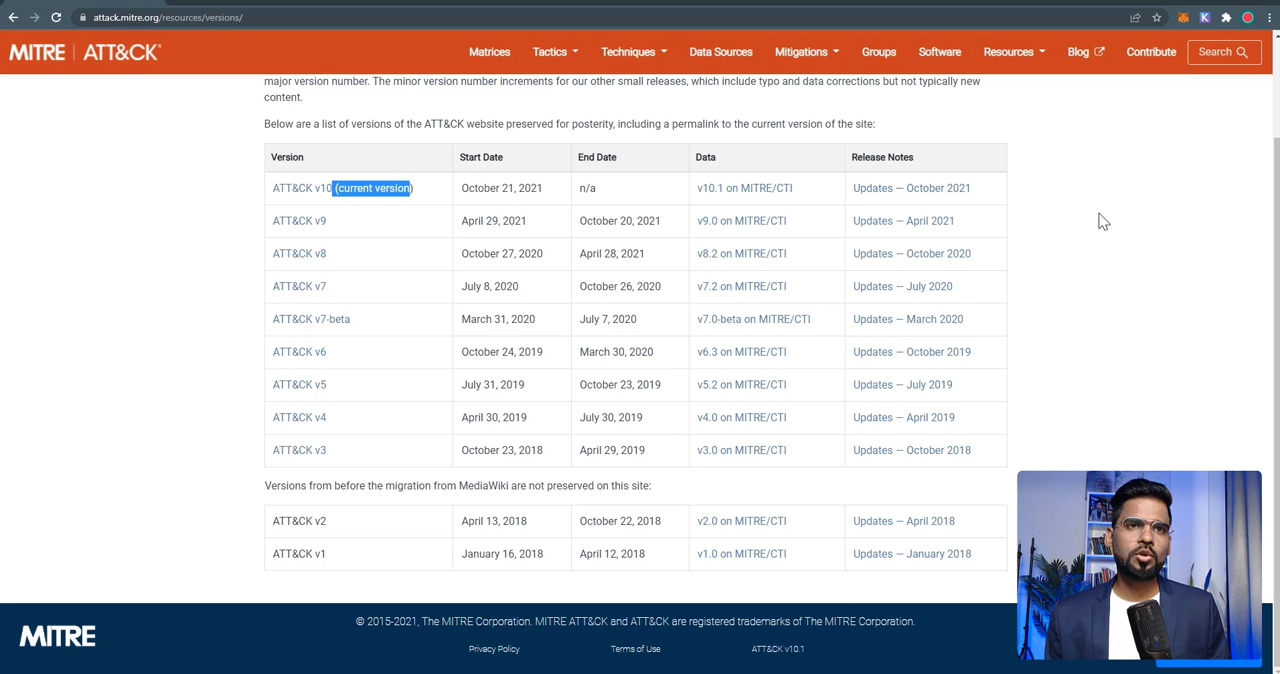 attack.mitre.org/resources/versions/
MITRE | ATT&CK® Matrices Tactics Techniques Data Sources Mitigations Groups Software Resources Blog Contribute Search
major version number. The minor version number increments for our other small releases, which include typo and data corrections but not typically new
content.
Below are a list of versions of the ATT&CK website preserved for posterity, including a permalink to the current version of the site:
Version Start Date End Date Data Release Notes
ATT&CK v10 (current version) October 21, 2021 n/a v10.1 on MITRE/CTI Updates — October 2021
ATT&CK v9 April 29, 2021 October 20, 2021 v9.0 on MITRE/CTI Updates — April 2021
ATT&CK v8 October 27, 2020 April 28, 2021 v8.2 on MITRE/CTI Updates — October 2020
ATT&CK v7 July 8, 2020 October 26, 2020 v7.2 on MITRE/CTI Updates — July 2020
ATT&CK v7-beta March 31, 2020 July 7, 2020 v7.0-beta on MITRE/CTI Updates — March 2020
ATT&CK v6 October 24, 2019 March 30, 2020 v6.3 on MITRE/CTI Updates — October 2019
ATT&CK v5 July 31, 2019 October 23, 2019 v5.2 on MITRE/CTI Updates — July 2019
ATT&CK v4 April 30, 2019 July 30, 2019 v4.0 on MITRE/CTI Updates — April 2019
ATT&CK v3 October 23, 2018 April 29, 2019 v3.0 on MITRE/CTI Updates — October 2018
Versions from before the migration from MediaWiki are not preserved on this site:
ATT&CK v2 April 13, 2018 October 22, 2018 v2.0 on MITRE/CTI Updates — April 2018
ATT&CK v1 January 16, 2018 April 12, 2018 v1.0 on MITRE/CTI Updates — January 2018
© 2015-2021, The MITRE Corporation. MITRE ATT&CK and ATT&CK are registered trademarks of The MITRE Corporation.
MITRE
Privacy Policy Terms of Use ATT&CK v10.1